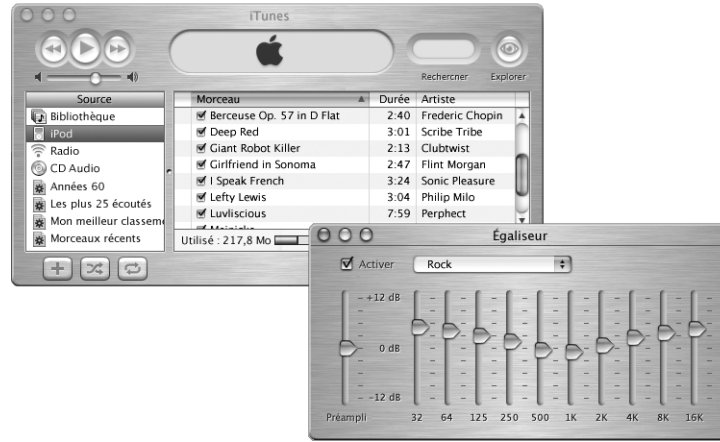 iTunes
Rechercher Explorer
Source
Bibliothèque
iPod
Radio
CD Audio
Années 60
Les plus 25 écoutés
Mon meilleur classeme
Morceaux récents
Morceau Durée Artiste
Berceuse Op. 57 in D Flat 2:40 Frederic Chopin
Deep Red 3:01 Scribe Tribe
Giant Robot Killer 2:13 Clubtwist
Girlfriend in Sonoma 2:47 Flint Morgan
I Speak French 3:24 Sonic Pleasure
Lefty Lewis 3:04 Philip Milo
Luvliscious 7:59 Perphect
Utilisé : 217,8 Mo
Égaliseur
Activer Rock
+12 dB
0 dB
-12 dB
Préampli 32 64 125 250 500 1K 2K 4K 8K 16K